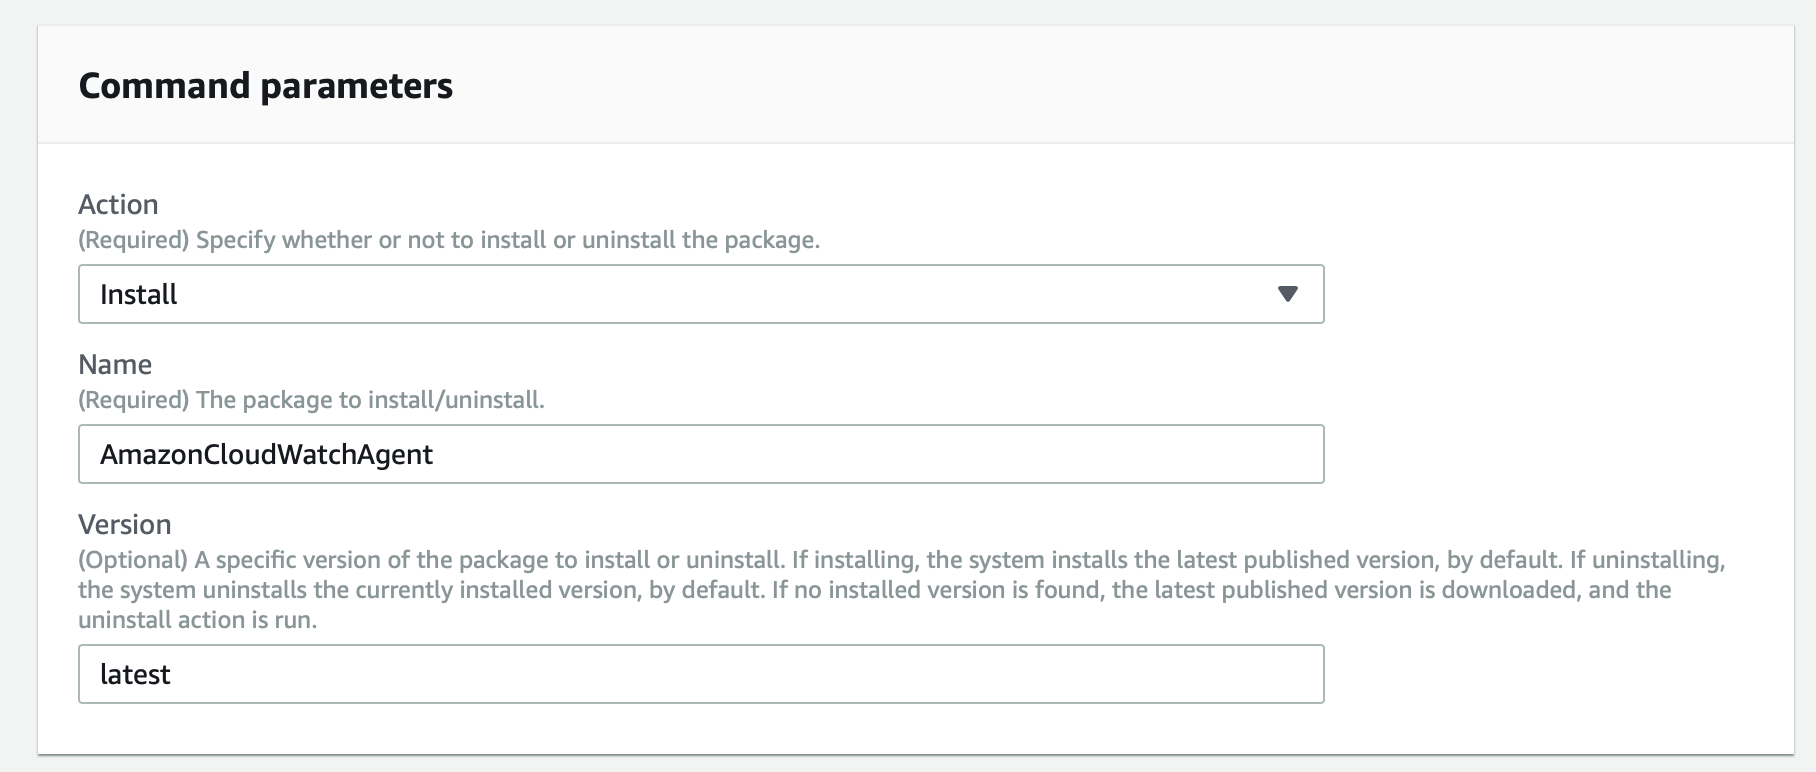 Command parameters
Action
(Required) Specify whether or not to install or uninstall the package.
Install
Name
(Required) The package to install/uninstall.
AmazonCloudWatchAgent
Version
(Optional) A specific version of the package to install or uninstall. If installing, the system installs the latest published version, by default. If uninstalling,
the system uninstalls the currently installed version, by default. If no installed version is found, the latest published version is downloaded, and the
uninstall action is run.
latest